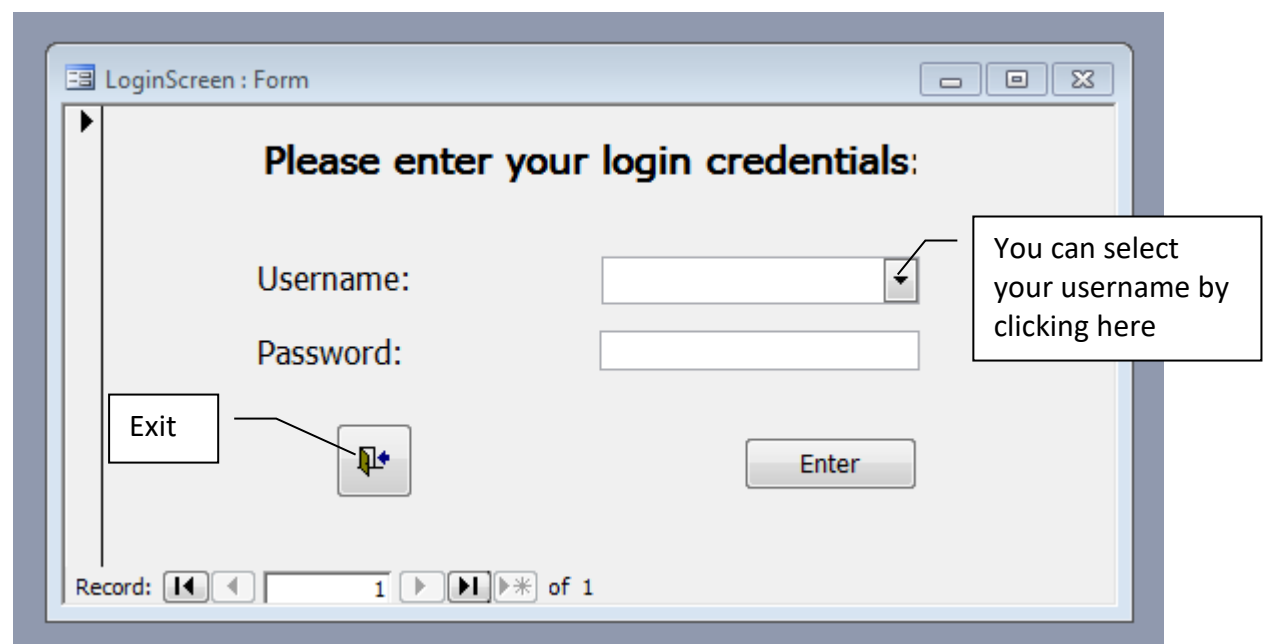 LoginScreen : Form
Please enter your login credentials:
You can select
your username by
clicking here
Username:
Password:
Exit
Enter
Record: 1 of 1